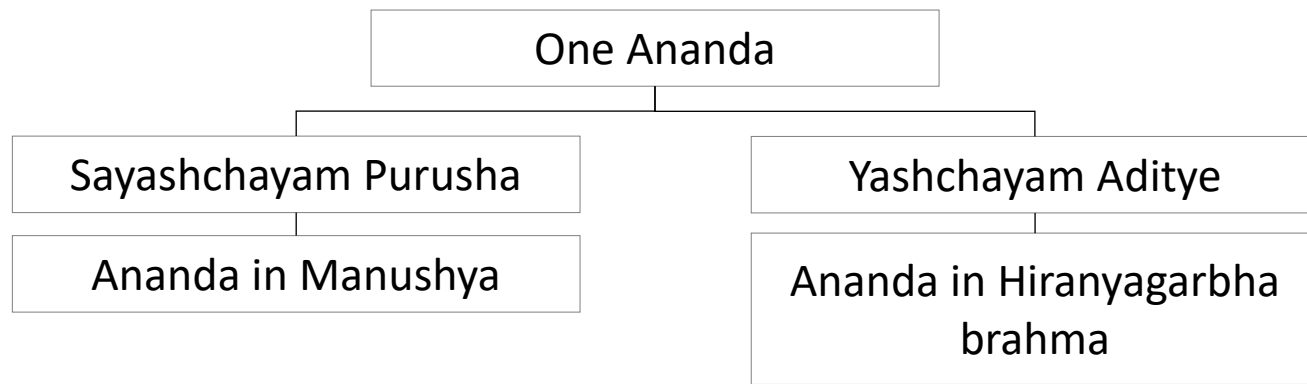 One Ananda
Sayashchayam Purusha
Yashchayam Aditye
Ananda in Manushya
Ananda in Hiranyagarbha
brahma